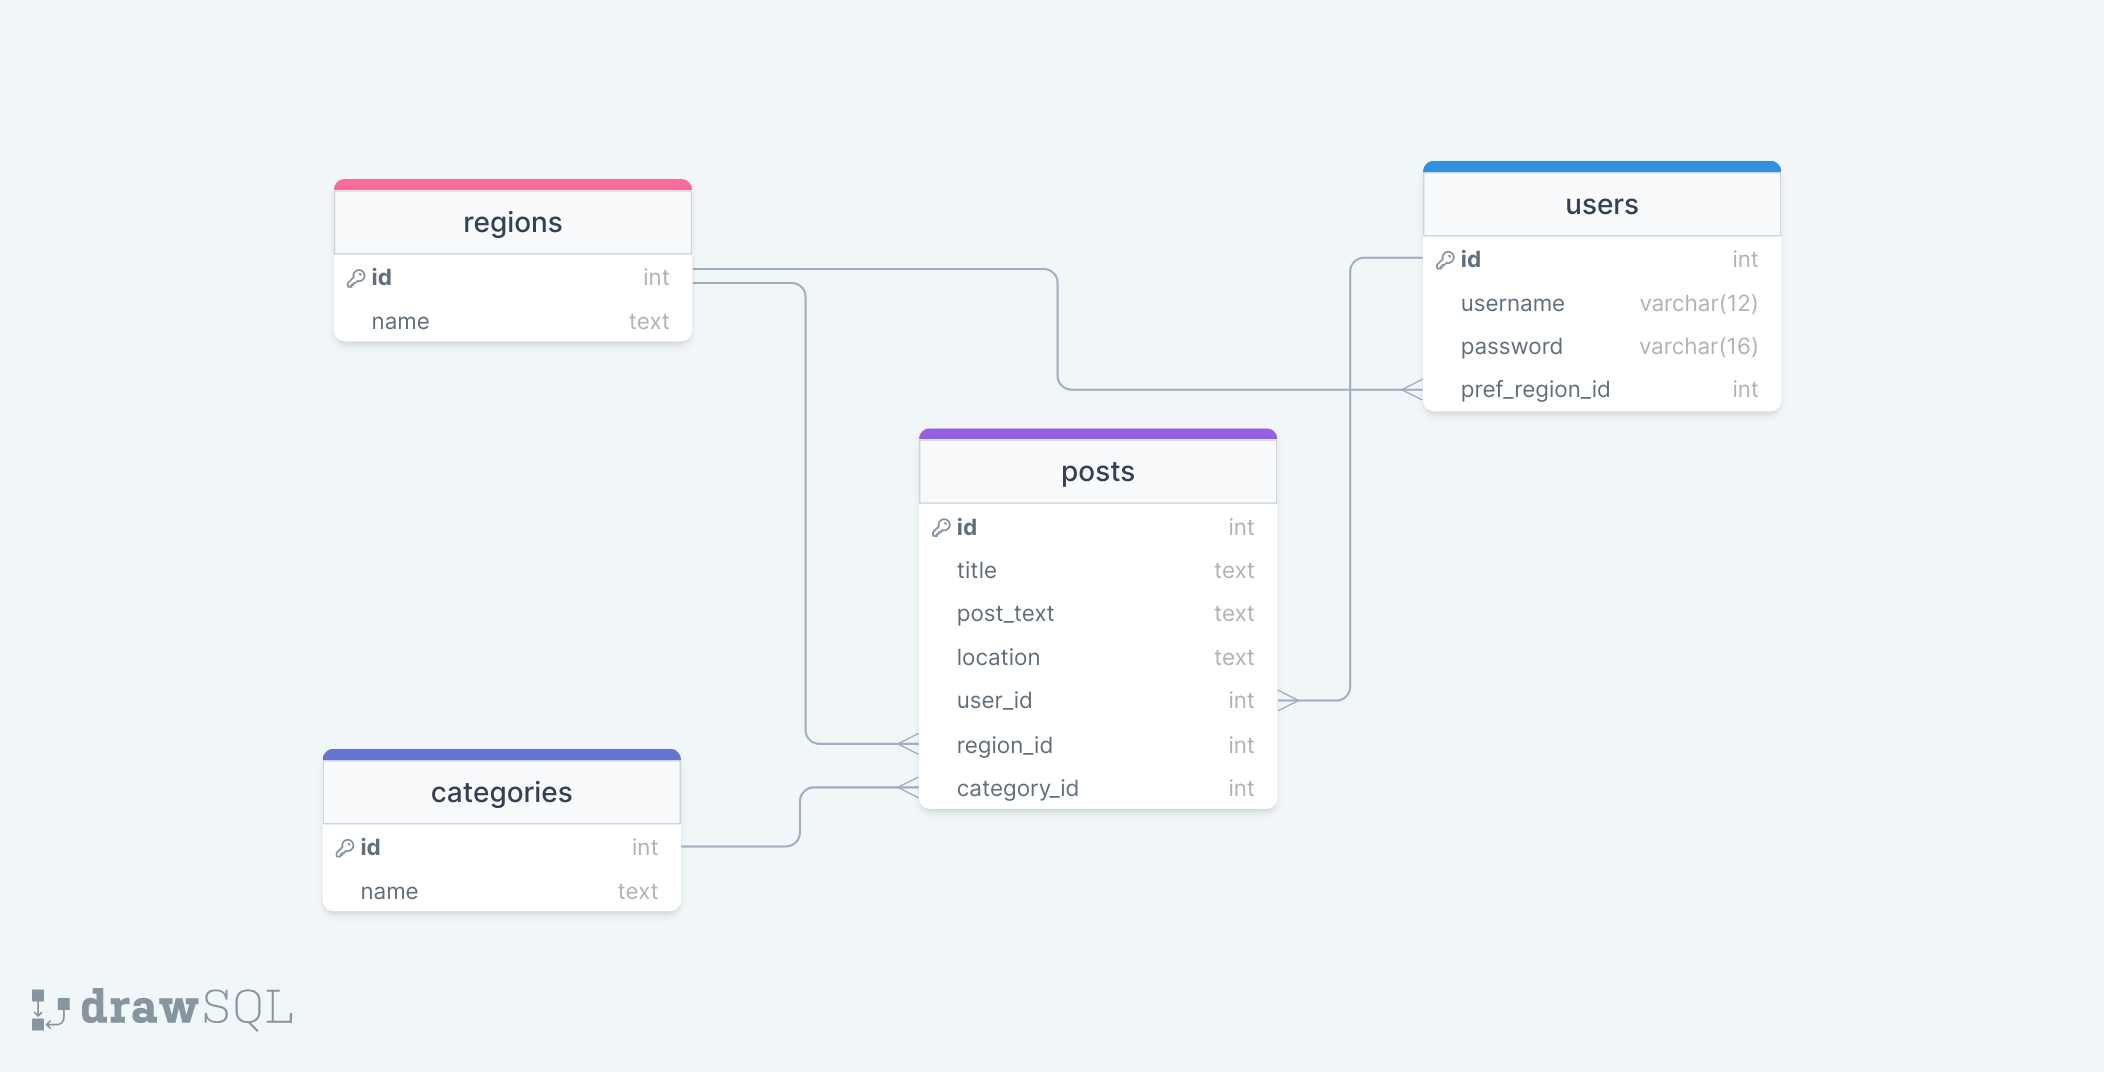 regions
id int
name text
users
id int
username varchar(12)
password varchar(16)
pref_region_id int
posts
id int
title text
post_text text
location text
user_id int
region_id int
category_id int
categories
id int
name text
drawSQL